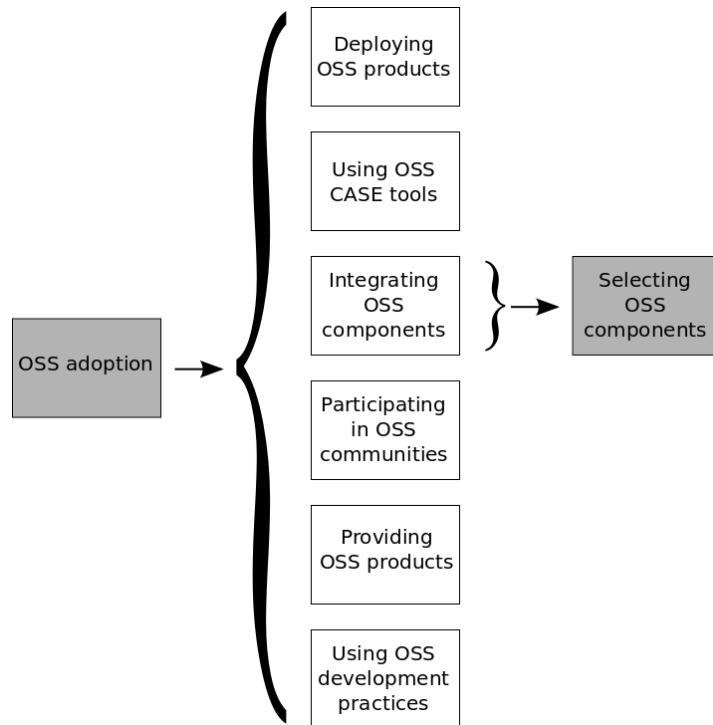 Deploying
OSS products
Using OSS
CASE tools
Integrating
OSS
components
Selecting
OSS
components
OSS adoption
Participating
in OSS
communities
Providing
OSS products
Using OSS
development
practices